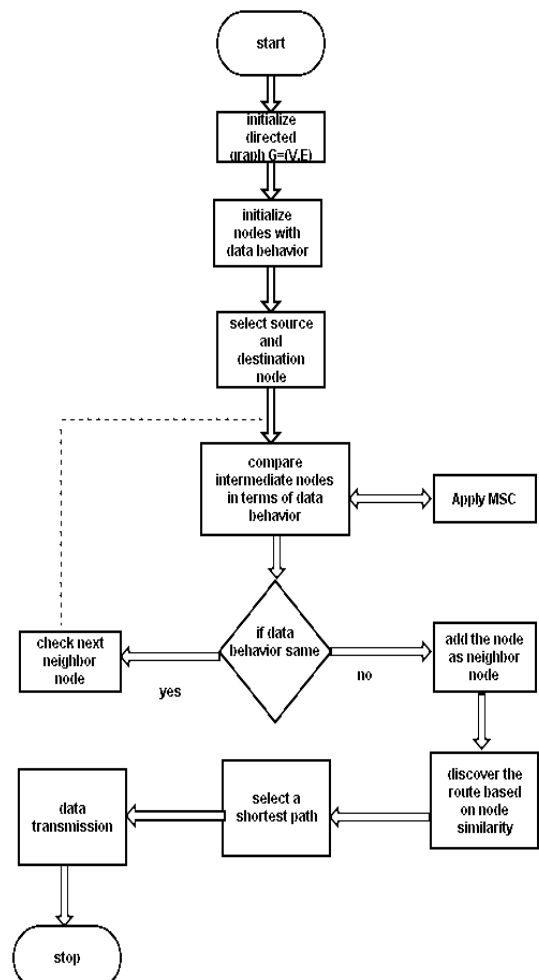 start
initialize
directed
graph G=(V,E)
initialize
nodes with
data behavior
select source
and
destination
node
compare
intermediate nodes
in terms of data
behavior
Apply MSC
if data
behavior same
check next
neighbor
node
yes
no
add the node
as neighbor
node
discover the
route based
on node
similarity
select a
shortest path
data
transmission
stop